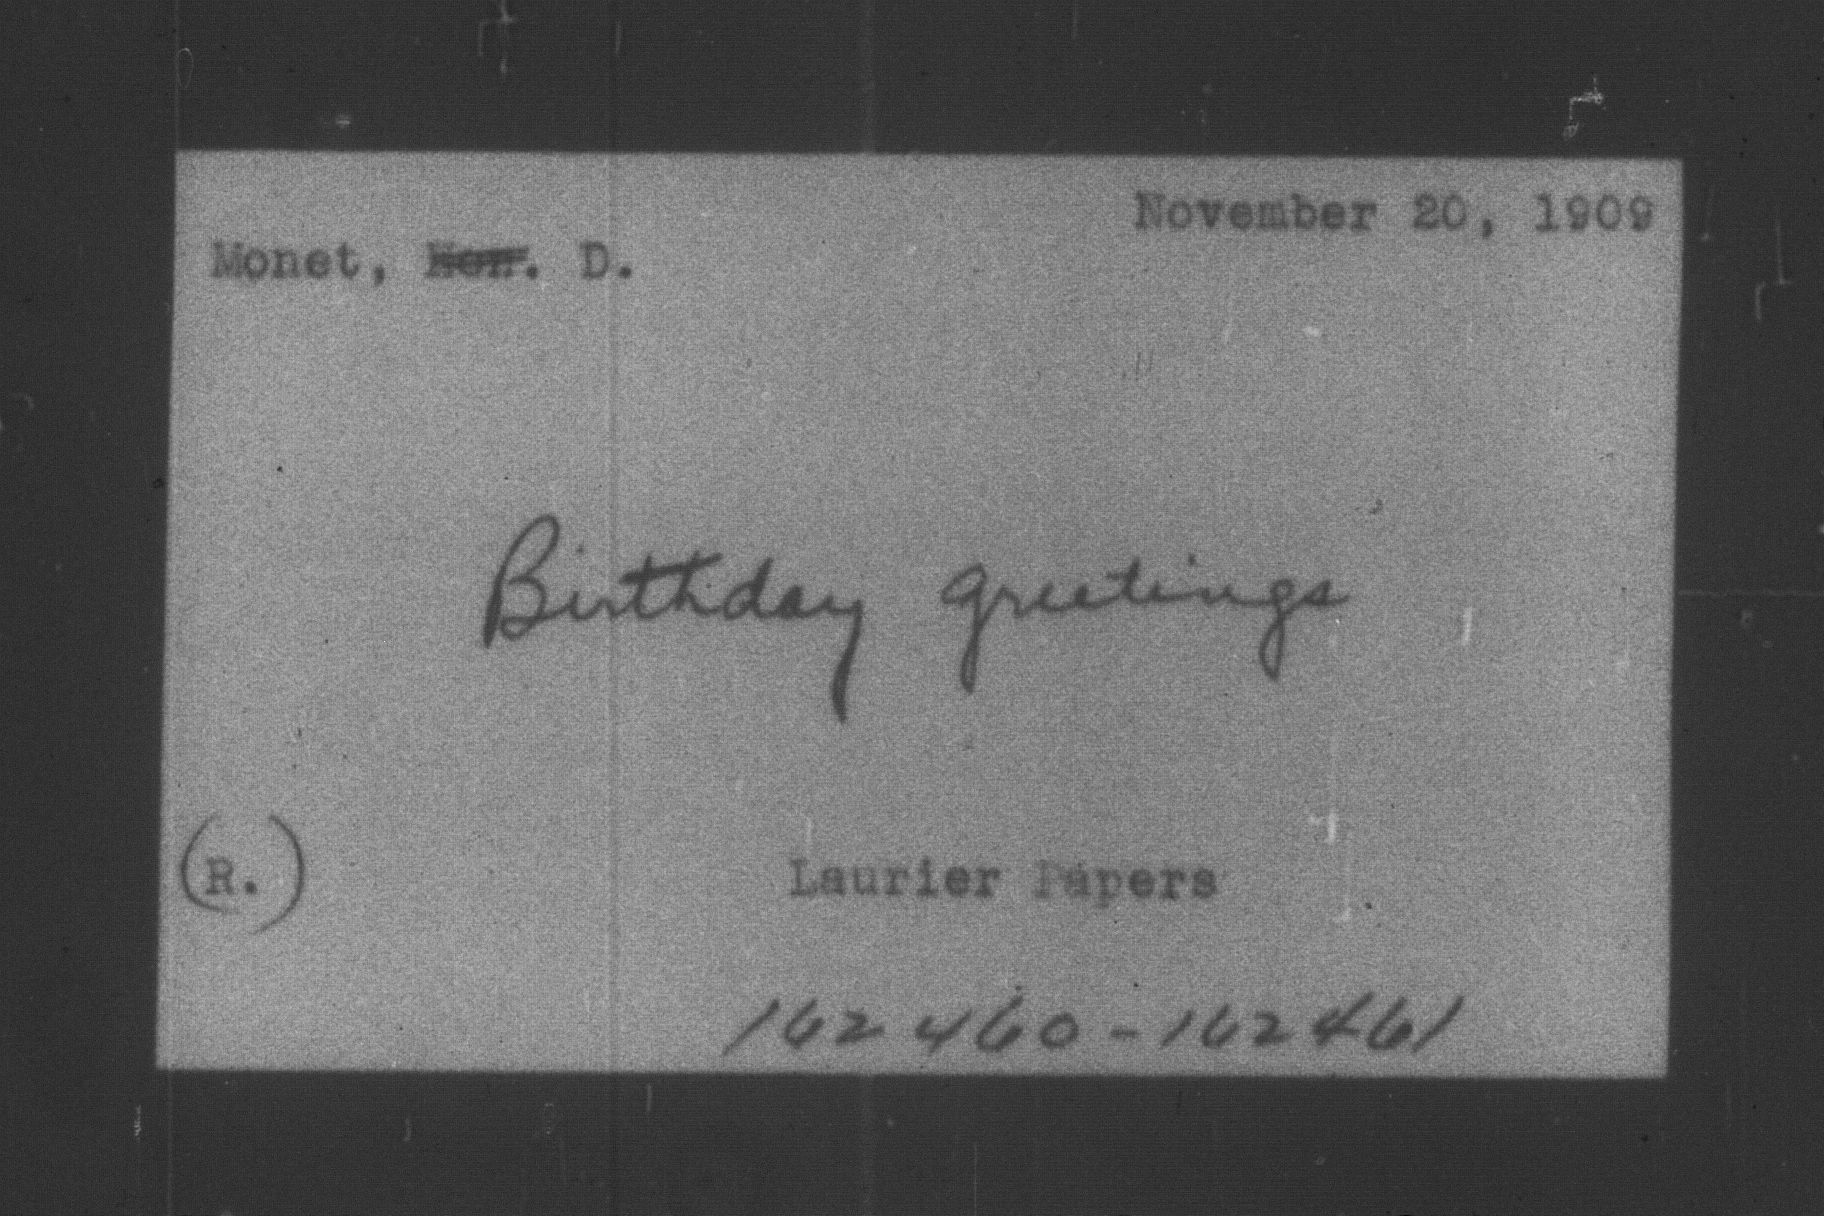 November 20, 1909
Monet, Hon. D.
Birthday greetings
(R.)
Laurier Papers
162460-162461